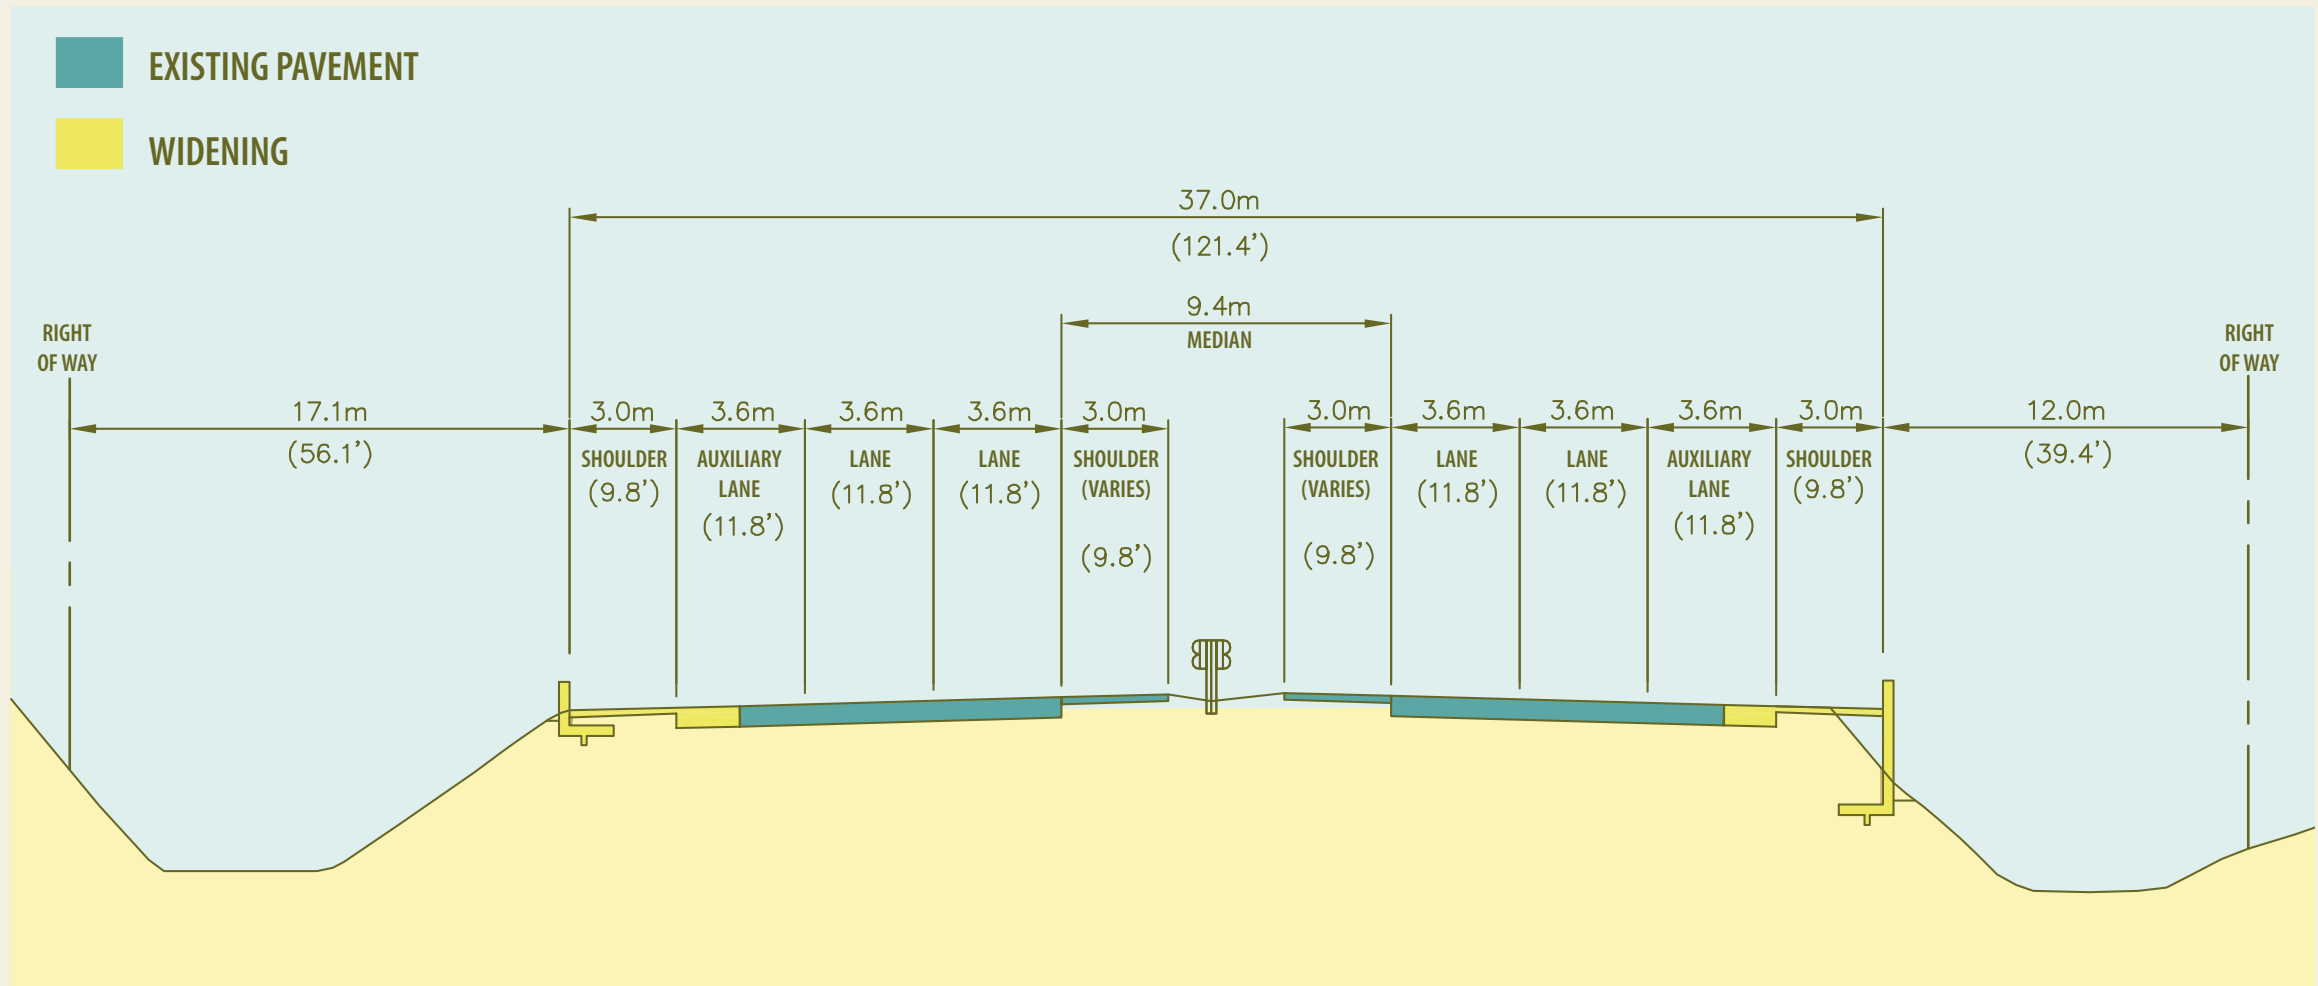 EXISTING PAVEMENT
WIDENING
37.0m
(121.4')
9.4m
MEDIAN
RIGHT
OF WAY
RIGHT
OF WAY
17.1m
(56.1')
3.0m
SHOULDER
(9.8')
3.6m
AUXILIARY
LANE
(11.8')
3.6m
LANE
(11.8')
3.6m
LANE
(11.8')
3.0m
SHOULDER
(VARIES)
(9.8')
3.0m
SHOULDER
(VARIES)
(9.8')
3.6m
LANE
(11.8')
3.6m
LANE
(11.8')
3.6m
AUXILIARY
LANE
(11.8')
3.0m
SHOULDER
(9.8')
12.0m
(39.4')